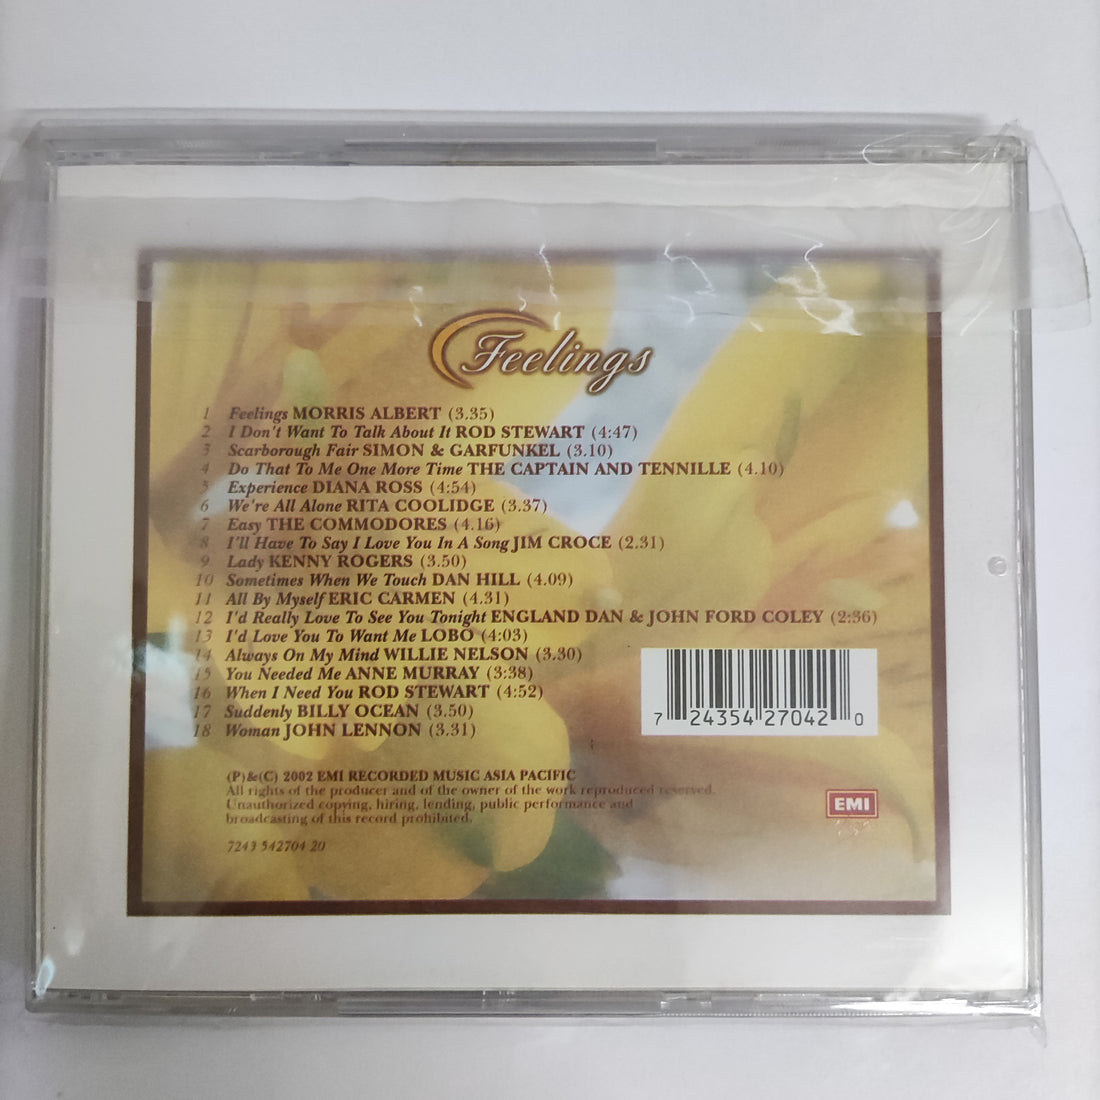 Feelings
1 Feelings MORRIS ALBERT (3.35)
2 I Don't Want To Talk About It ROD STEWART (4:47)
3 Scarborough Fair SIMON & GARFUNKEL (3.10)
4 Do That To Me One More Time THE CAPTAIN AND TENNILLE (4.10)
5 Experience DIANA ROSS (4:54)
6 We're All Alone RITA COOLIDGE (3.37)
7 Easy THE COMMODORES (4.16)
8 I'll Have To Say I Love You In A Song JIM CROCE (2.31)
9 Lady KENNY ROGERS (3.50)
10 Sometimes When We Touch DAN HILL (4.09)
11 All By Myself ERIC CARMEN (4.31)
12 I'd Really Love To See You Tonight ENGLAND DAN & JOHN FORD COLEY (2:36)
13 I'd Love You To Want Me LOBO (4:03)
14 Always On My Mind WILLIE NELSON (3.30)
15 You Needed Me ANNE MURRAY (3:38)
16 When I Need You ROD STEWART (4:52)
17 Suddenly BILLY OCEAN (3.50)
18 Woman JOHN LENNON (3.31)
7 24354 27042 0
(P)&(C) 2002 EMI RECORDED MUSIC ASIA PACIFIC
All rights of the producer and of the owner of the work reproduced reserved.
Unauthorized copying, hiring, lending, public performance and
broadcasting of this record prohibited.
EMI
7243 542704 20